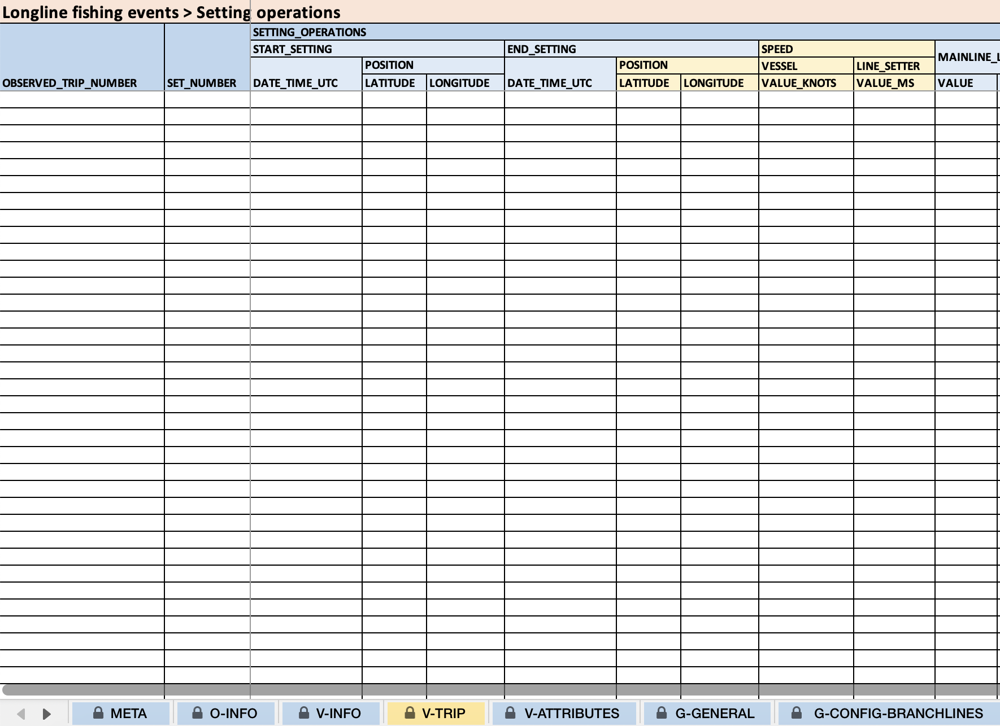 Longline fishing events > Setting operations
SETTING_OPERATIONS
START_SETTING END_SETTING SPEED MAINLINE_L
POSITION POSITION VESSEL LINE_SETTER
OBSERVED_TRIP_NUMBER SET_NUMBER DATE_TIME_UTC LATITUDE LONGITUDE DATE_TIME_UTC LATITUDE LONGITUDE VALUE_KNOTS VALUE_MS VALUE
META O-INFO V-INFO V-TRIP V-ATTRIBUTES G-GENERAL G-CONFIG-BRANCHLINES